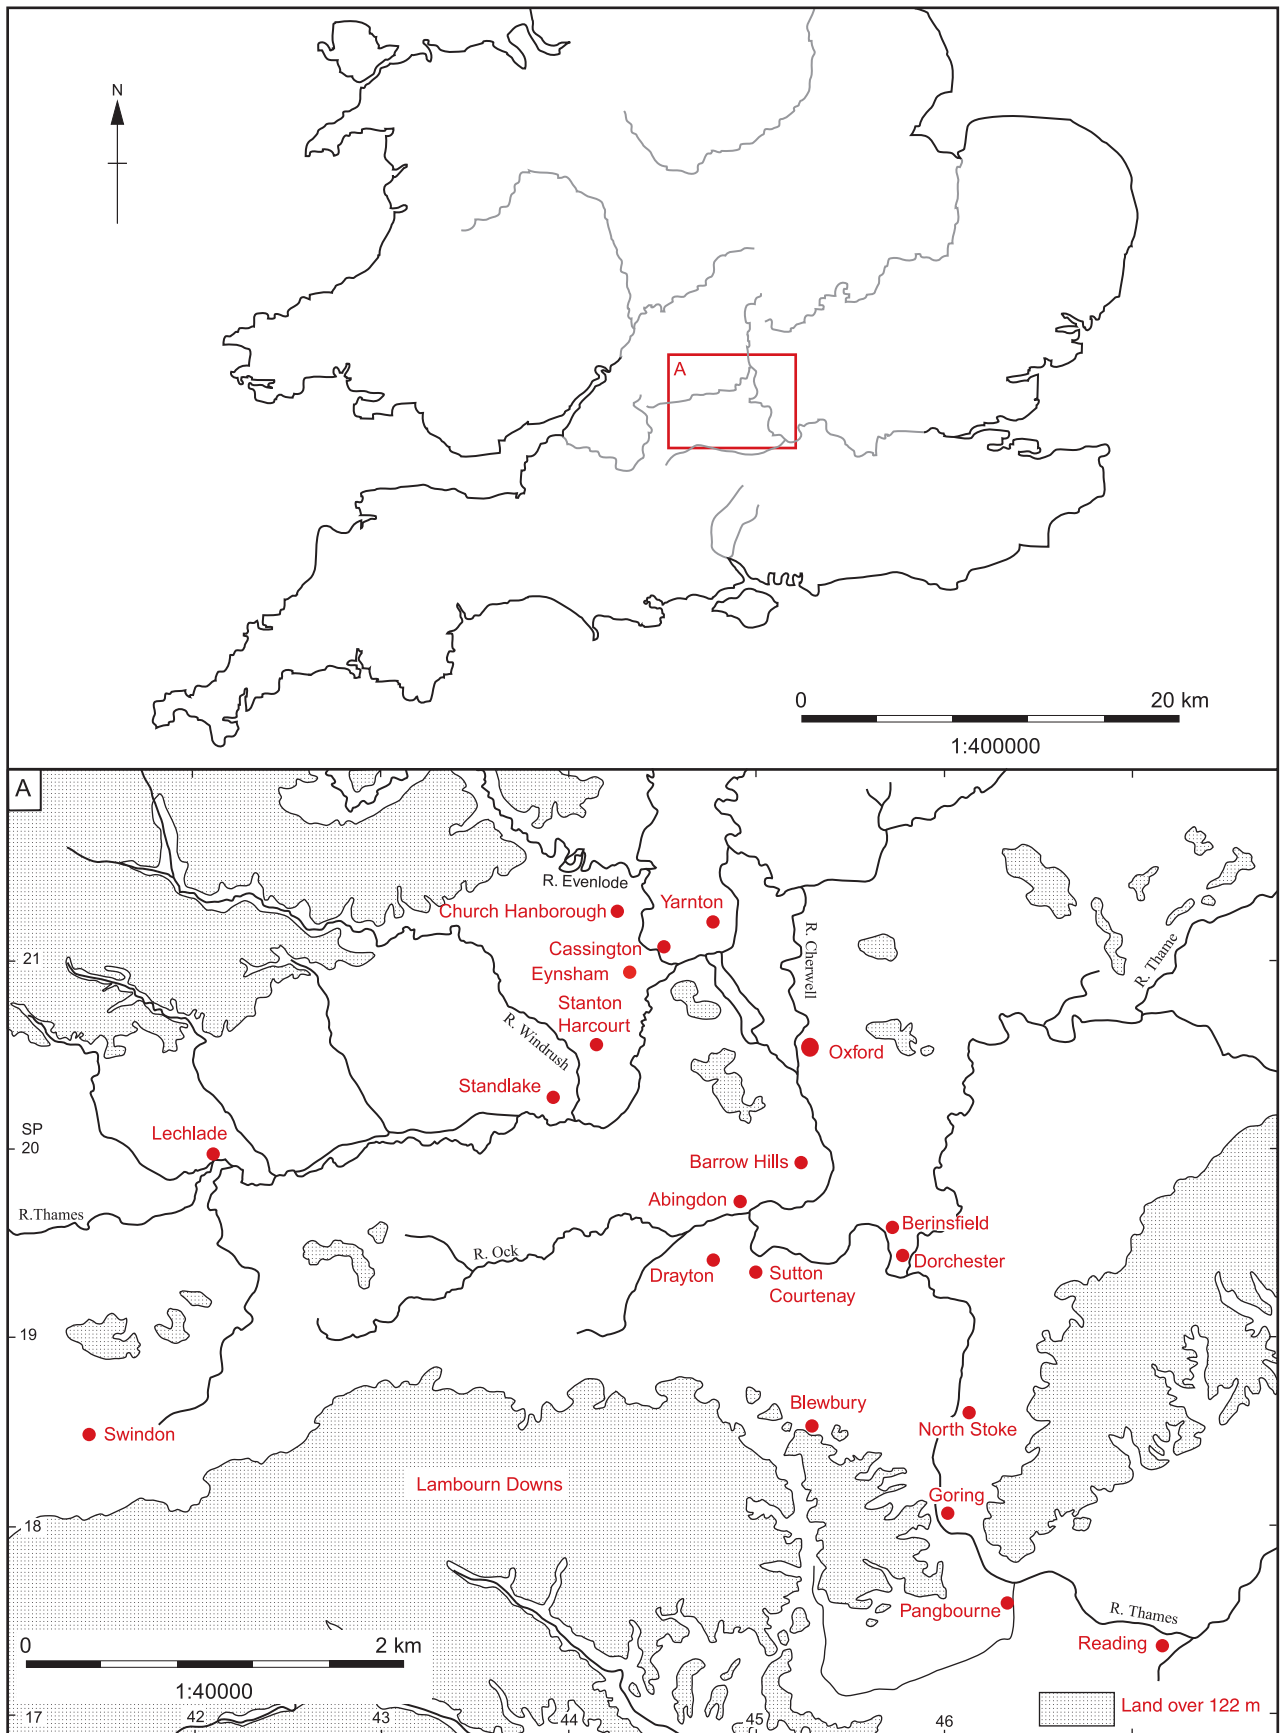 N
A
0 20 km
1:400000
A
R. Evenlode
Church Hanborough
Yarnton
Cassington
Eynsham
Stanton
Harcourt
R. Cherwell
R. Thame
21
R. Windrush
Oxford
Standlake
SP
20
Lechlade
Barrow Hills
Abingdon
R.Thames
R. Ock
Berinsfield
Dorchester
Drayton
Sutton
Courtenay
19
Blewbury
North Stoke
Swindon
Lambourn Downs
Goring
18
Pangbourne
R. Thames
Reading
0 2 km
1:40000
Land over 122 m
17
42
43
44
45
46